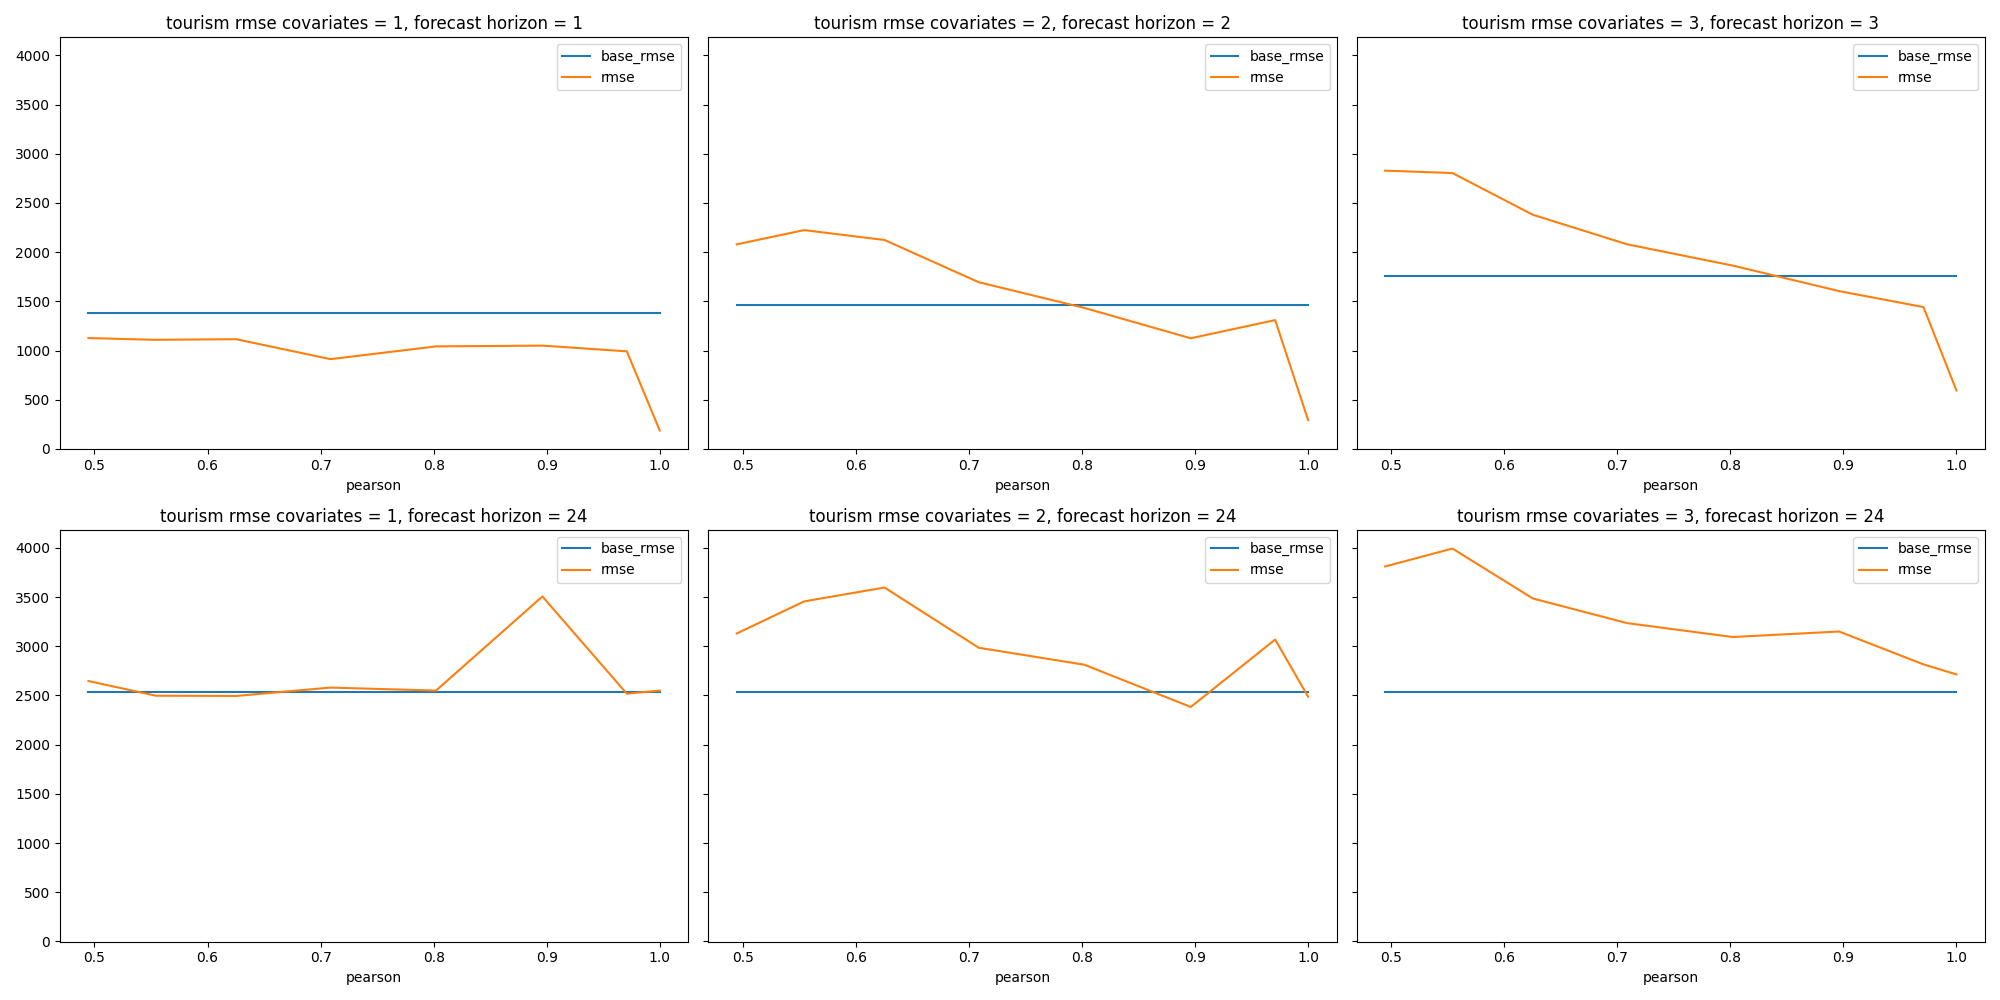 tourism rmse covariates = 1, forecast horizon = 1
base_rmse
rmse
4000
3500
3000
2500
2000
1500
1000
500
0
0.5 0.6 0.7 0.8 0.9 1.0
pearson
tourism rmse covariates = 2, forecast horizon = 2
base_rmse
rmse
0.5 0.6 0.7 0.8 0.9 1.0
pearson
tourism rmse covariates = 3, forecast horizon = 3
base_rmse
rmse
0.5 0.6 0.7 0.8 0.9 1.0
pearson
tourism rmse covariates = 1, forecast horizon = 24
base_rmse
rmse
4000
3500
3000
2500
2000
1500
1000
500
0
0.5 0.6 0.7 0.8 0.9 1.0
pearson
tourism rmse covariates = 2, forecast horizon = 24
base_rmse
rmse
0.5 0.6 0.7 0.8 0.9 1.0
pearson
tourism rmse covariates = 3, forecast horizon = 24
base_rmse
rmse
0.5 0.6 0.7 0.8 0.9 1.0
pearson